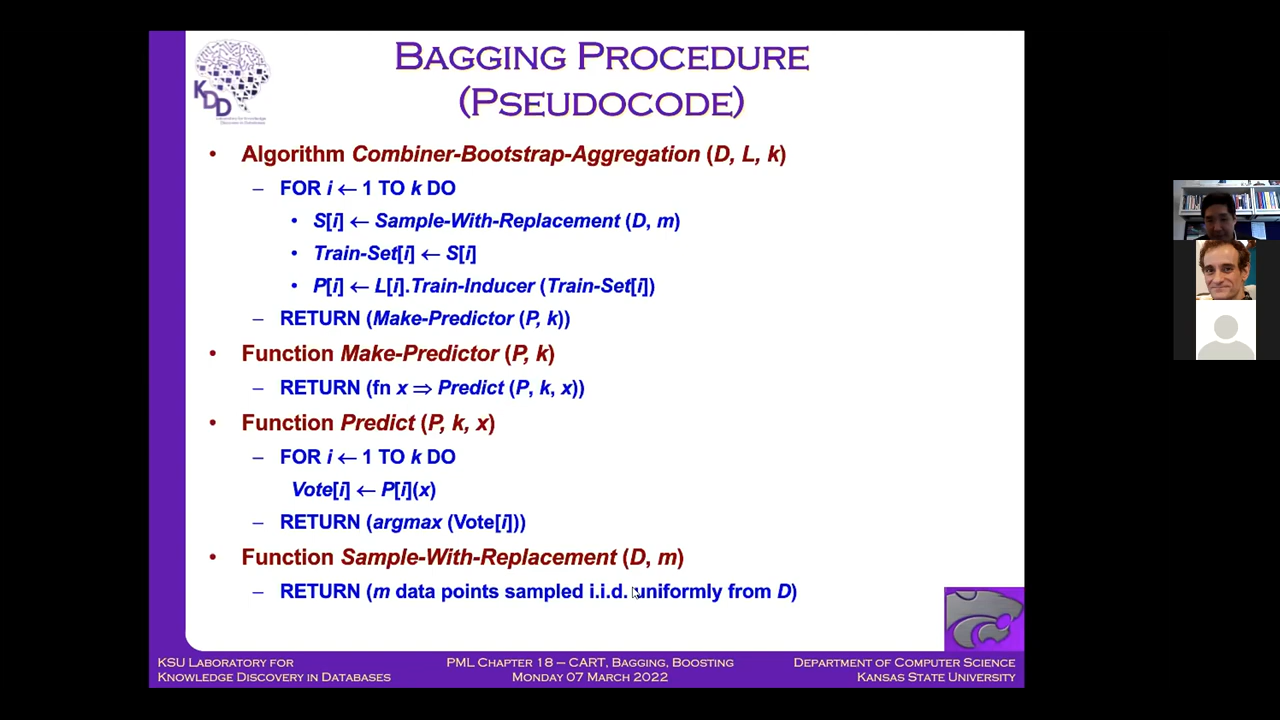 KDD
BAGGING PROCEDURE
(PSEUDOCODE)
• Algorithm Combiner-Bootstrap-Aggregation (D, L, k)
– FOR i ← 1 TO k DO
• S[i] ← Sample-With-Replacement (D, m)
• Train-Set[i] ← S[i]
• P[i] ← L[i].Train-Inducer (Train-Set[i])
– RETURN (Make-Predictor (P, k))
• Function Make-Predictor (P, k)
– RETURN (fn x ⇒ Predict (P, k, x))
• Function Predict (P, k, x)
– FOR i ← 1 TO k DO
Vote[i] ← P[i](x)
– RETURN (argmax (Vote[i]))
• Function Sample-With-Replacement (D, m)
– RETURN (m data points sampled i.i.d. uniformly from D)
KSU LABORATORY FOR
KNOWLEDGE DISCOVERY IN DATABASES
PML CHAPTER 18 – CART, BAGGING, BOOSTING
MONDAY 07 MARCH 2022
DEPARTMENT OF COMPUTER SCIENCE
KANSAS STATE UNIVERSITY